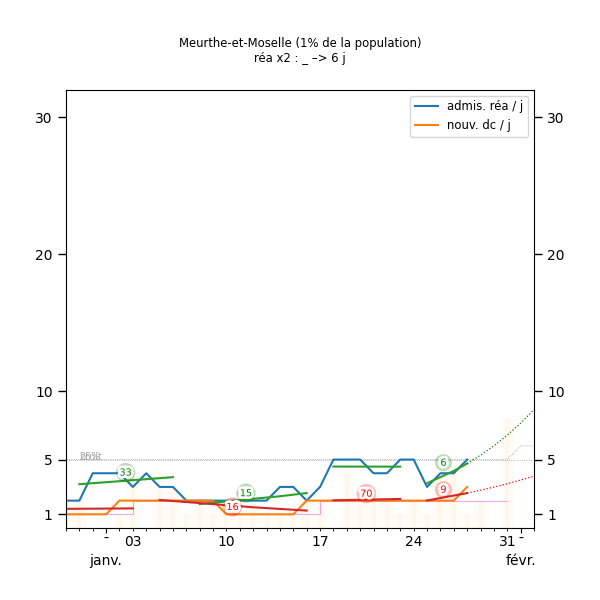 Meurthe-et-Moselle (1% de la population)
réa x2 : _ –> 6 j
admis. réa / j
nouv. dc / j
30 30
20 20
10 10
5 5
1 1
33
15
16
70
6
9
- 03 10 17 24 31 -
janv. févr.